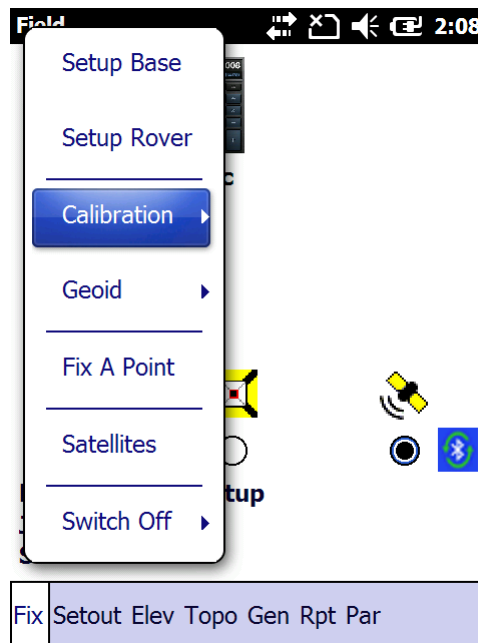 Field 2:08
Setup Base
Setup Rover
Calibration
Geoid
Fix A Point
Satellites
tup
Switch Off
Fix Setout Elev Topo Gen Rpt Par